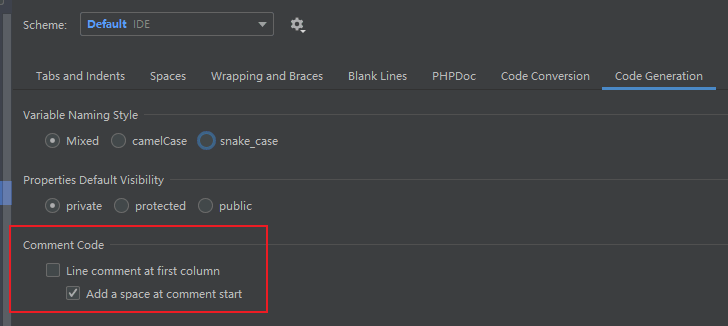 Scheme: Default IDE
Tabs and Indents Spaces Wrapping and Braces Blank Lines PHPDoc Code Conversion Code Generation
Variable Naming Style
Mixed camelCase snake_case
Properties Default Visibility
private protected public
Comment Code
Line comment at first column
Add a space at comment start